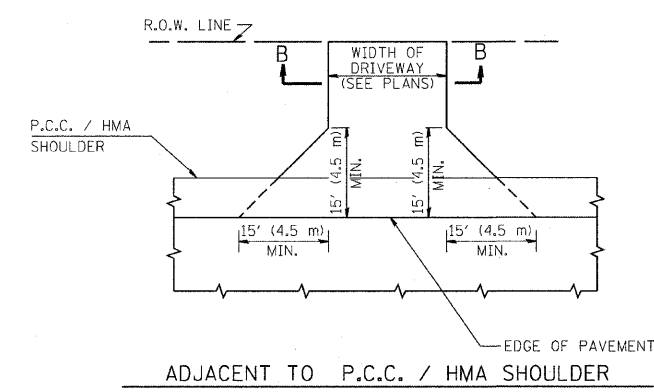 R.O.W. LINE
B
B
WIDTH OF
DRIVEWAY
(SEE PLANS)
P.C.C. / HMA
SHOULDER
15' (4.5 m)
MIN.
15' (4.5 m)
MIN.
15' (4.5 m)
MIN.
15' (4.5 m)
MIN.
EDGE OF PAVEMENT
ADJACENT TO P.C.C. / HMA SHOULDER